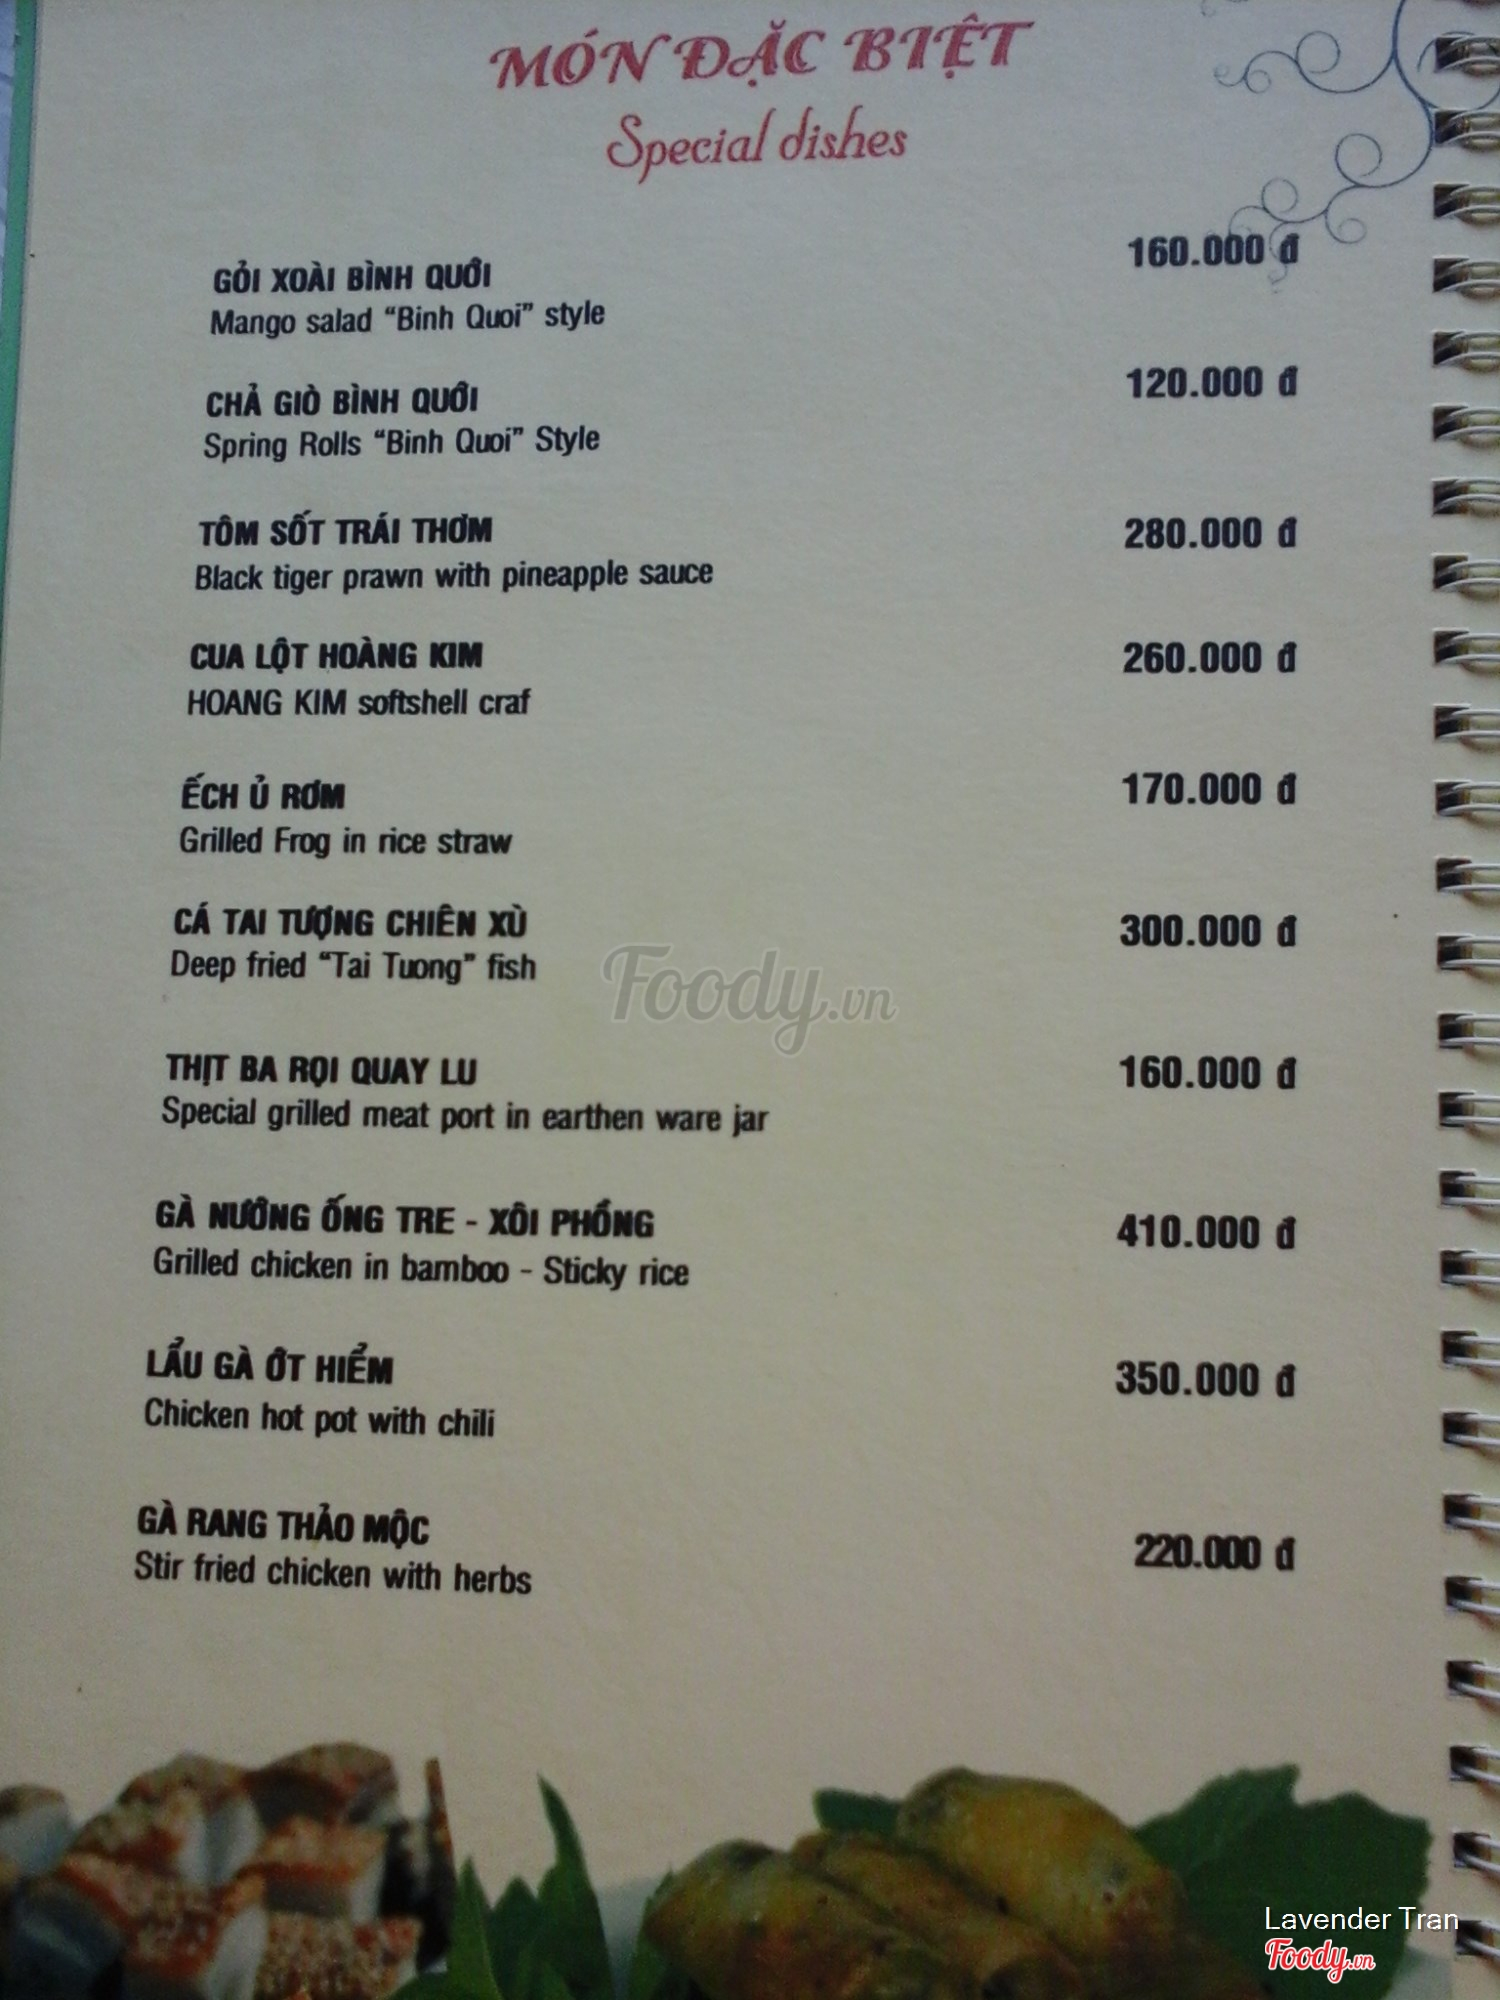 MÓN ĐẶC BIỆT
Special dishes
GỎI XOÀI BÌNH QUỚI 160.000 đ
Mango salad “Binh Quoi” style
CHẢ GIÒ BÌNH QUỚI 120.000 đ
Spring Rolls “Binh Quoi” Style
TÔM SỐT TRÁI THƠM 280.000 đ
Black tiger prawn with pineapple sauce
CUA LỘT HOÀNG KIM 260.000 đ
HOANG KIM softshell craf
ẾCH Ủ RƠM 170.000 đ
Grilled Frog in rice straw
CÁ TAI TƯỢNG CHIÊN XÙ 300.000 đ
Deep fried “Tai Tuong” fish
Foody.vn
THỊT BA RỌI QUAY LU 160.000 đ
Special grilled meat port in earthen ware jar
GÀ NƯỚNG ỐNG TRE - XÔI PHỒNG 410.000 đ
Grilled chicken in bamboo - Sticky rice
LẨU GÀ ỚT HIỂM 350.000 đ
Chicken hot pot with chili
GÀ RANG THẢO MỘC 220.000 đ
Stir fried chicken with herbs
Lavender Tran
Foody.vn